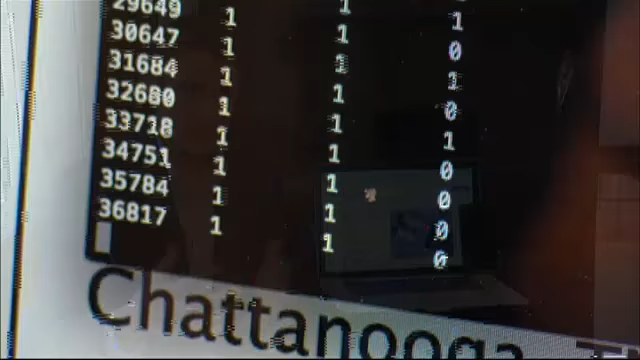 1 1
29649 1 1 0
30647 1 1 1
31684 1 1 0
32680 1 1 1
33718 1 1 0
34751 1 1 0
35784 1 1 0
36817 1 1 0
Chattanooga